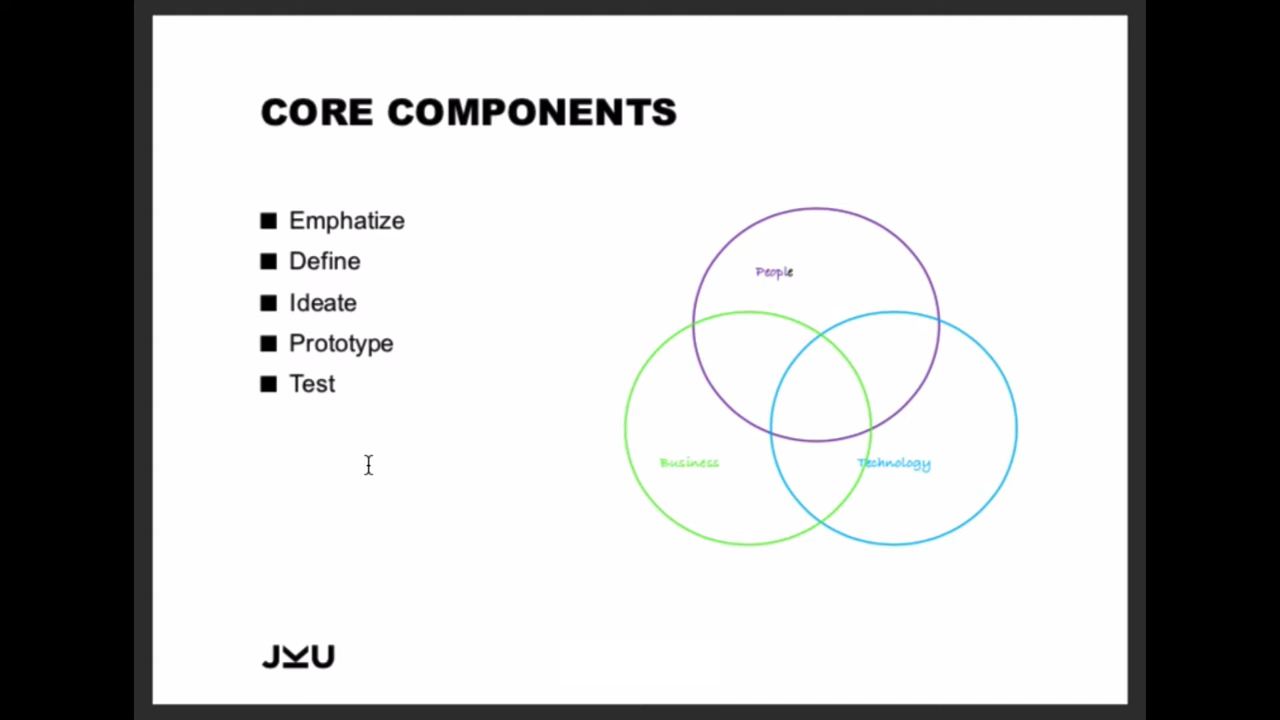 CORE COMPONENTS
Emphatize
Define
Ideate
Prototype
Test
People
Business
Technology
JKU